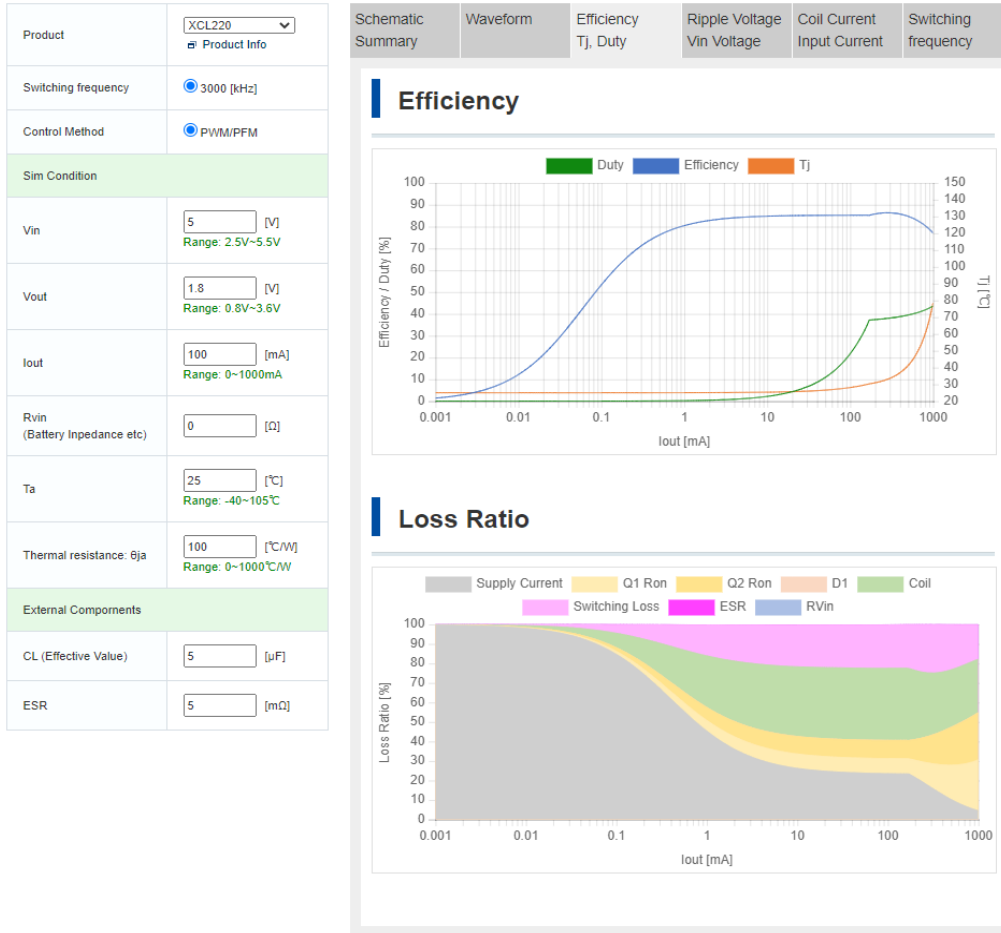 Product
XCL220
Product Info
Switching frequency
3000 [kHz]
Control Method
PWM/PFM
Sim Condition
Vin
5 [V]
Range: 2.5V~5.5V
Vout
1.8 [V]
Range: 0.8V~3.6V
Iout
100 [mA]
Range: 0~1000mA
Rvin
(Battery Inpedance etc)
0 [Ω]
Ta
25 [℃]
Range: -40~105℃
Thermal resistance: θja
100 [℃/W]
Range: 0~1000℃/W
External Compornents
CL (Effective Value)
5 [μF]
ESR
5 [mΩ]
Schematic
Summary
Waveform
Efficiency
Tj, Duty
Ripple Voltage
Vin Voltage
Coil Current
Input Current
Switching
frequency
Efficiency
Duty Efficiency Tj
Efficiency / Duty [%]
100
90
80
70
60
50
40
30
20
10
0
150
140
130
120
110
100
90
80
70
60
50
40
30
20
Tj [℃]
0.001 0.01 0.1 1 10 100 1000
Iout [mA]
Loss Ratio
Supply Current Q1 Ron Q2 Ron D1 Coil
Switching Loss ESR RVin
Loss Ratio [%]
100
90
80
70
60
50
40
30
20
10
0
0.001 0.01 0.1 1 10 100 1000
Iout [mA]